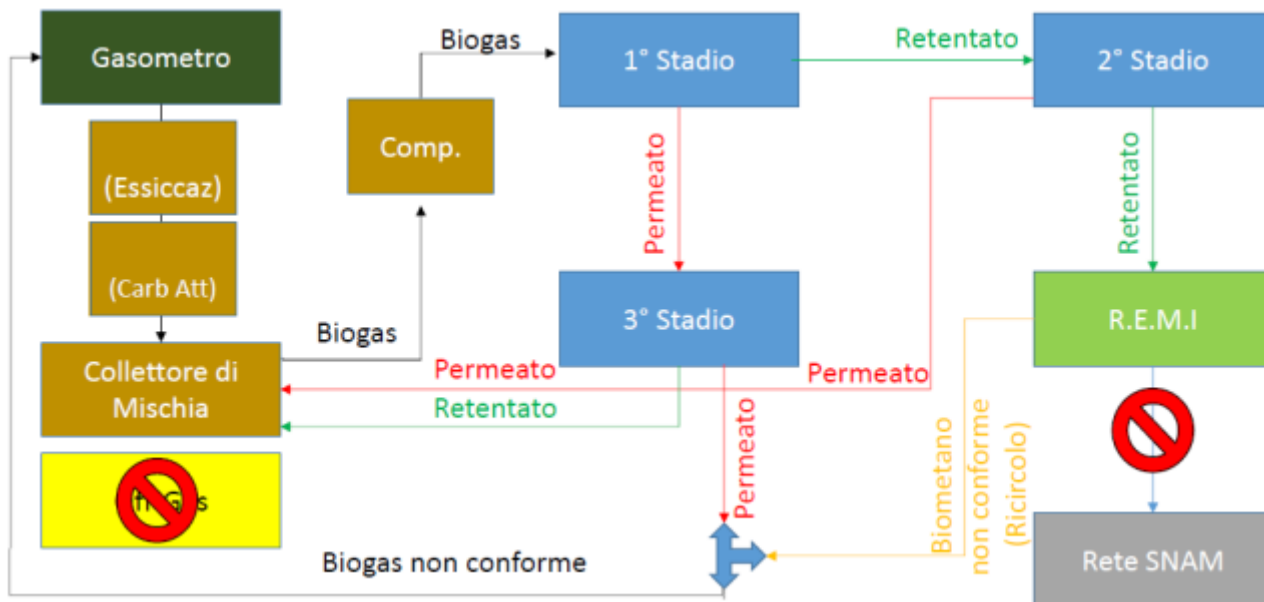 Gasometro
Biogas
1° Stadio
Retentato
2° Stadio
(Essiccaz)
Comp.
(Carb Att)
Permeato
Retentato
Biogas
3° Stadio
R.E.M.I
Collettore di
Mischia
Permeato
Permeato
Retentato
Permeato
Biometano
non conforme
(Ricircolo)
Biogas non conforme
Rete SNAM